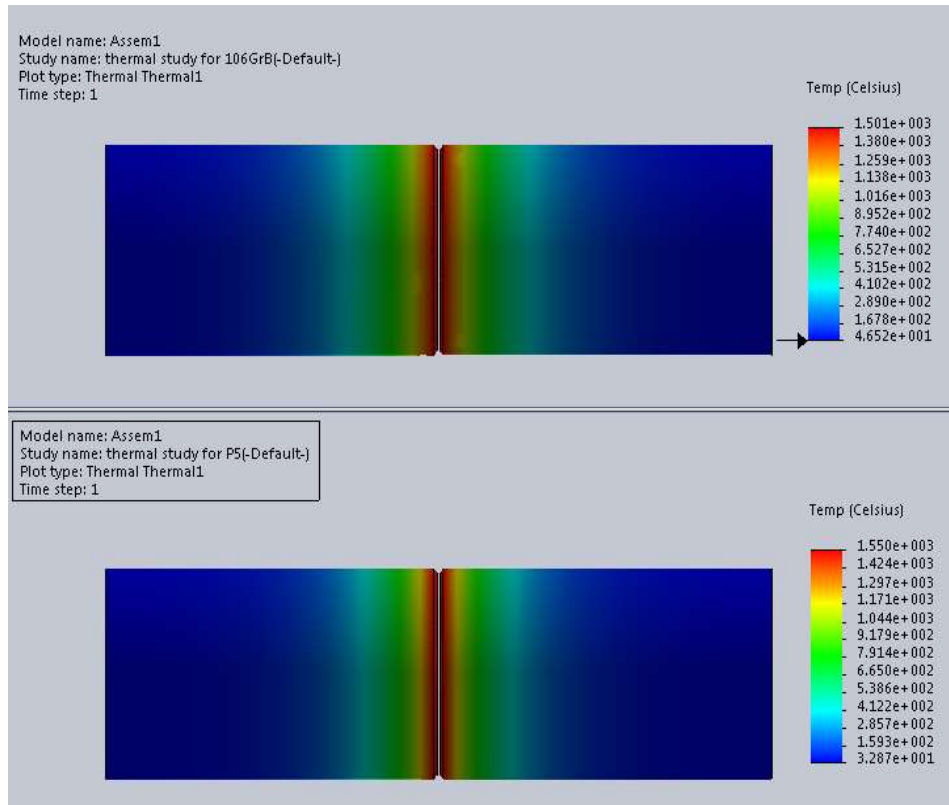 Model name: Assem1
Study name: thermal study for 106GrB(-Default-)
Plot type: Thermal Thermal1
Time step: 1
Temp (Celsius)
1.501e+003
1.380e+003
1.259e+003
1.138e+003
1.016e+003
8.952e+002
7.740e+002
6.527e+002
5.315e+002
4.102e+002
2.890e+002
1.678e+002
4.652e+001
Model name: Assem1
Study name: thermal study for P5(-Default-)
Plot type: Thermal Thermal1
Time step: 1
Temp (Celsius)
1.550e+003
1.424e+003
1.297e+003
1.171e+003
1.044e+003
9.179e+002
7.914e+002
6.650e+002
5.386e+002
4.122e+002
2.857e+002
1.593e+002
3.287e+001